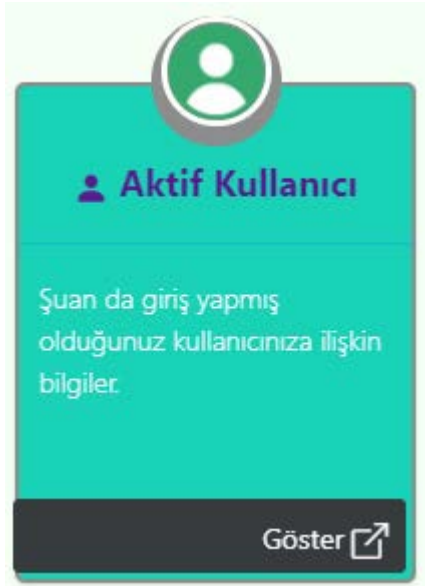 Aktif Kullanıcı
Şuan da giriş yapmış
olduğunuz kullanıcınıza ilişkin
bilgiler.
Göster